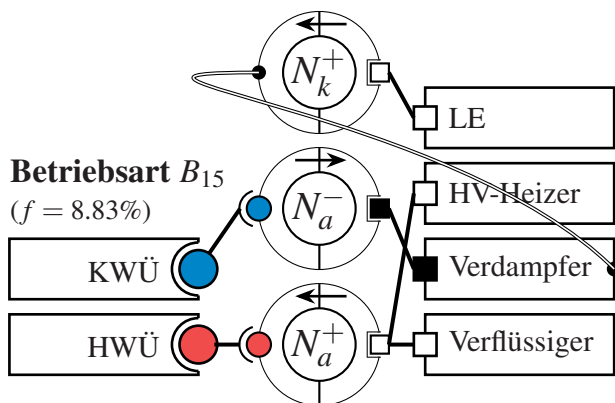 N_k^+
LE
Betriebsart B_15
(f = 8.83%)
N_a^-
HV-Heizer
KWÜ
Verdampfer
HWÜ
N_a^+
Verflüssiger